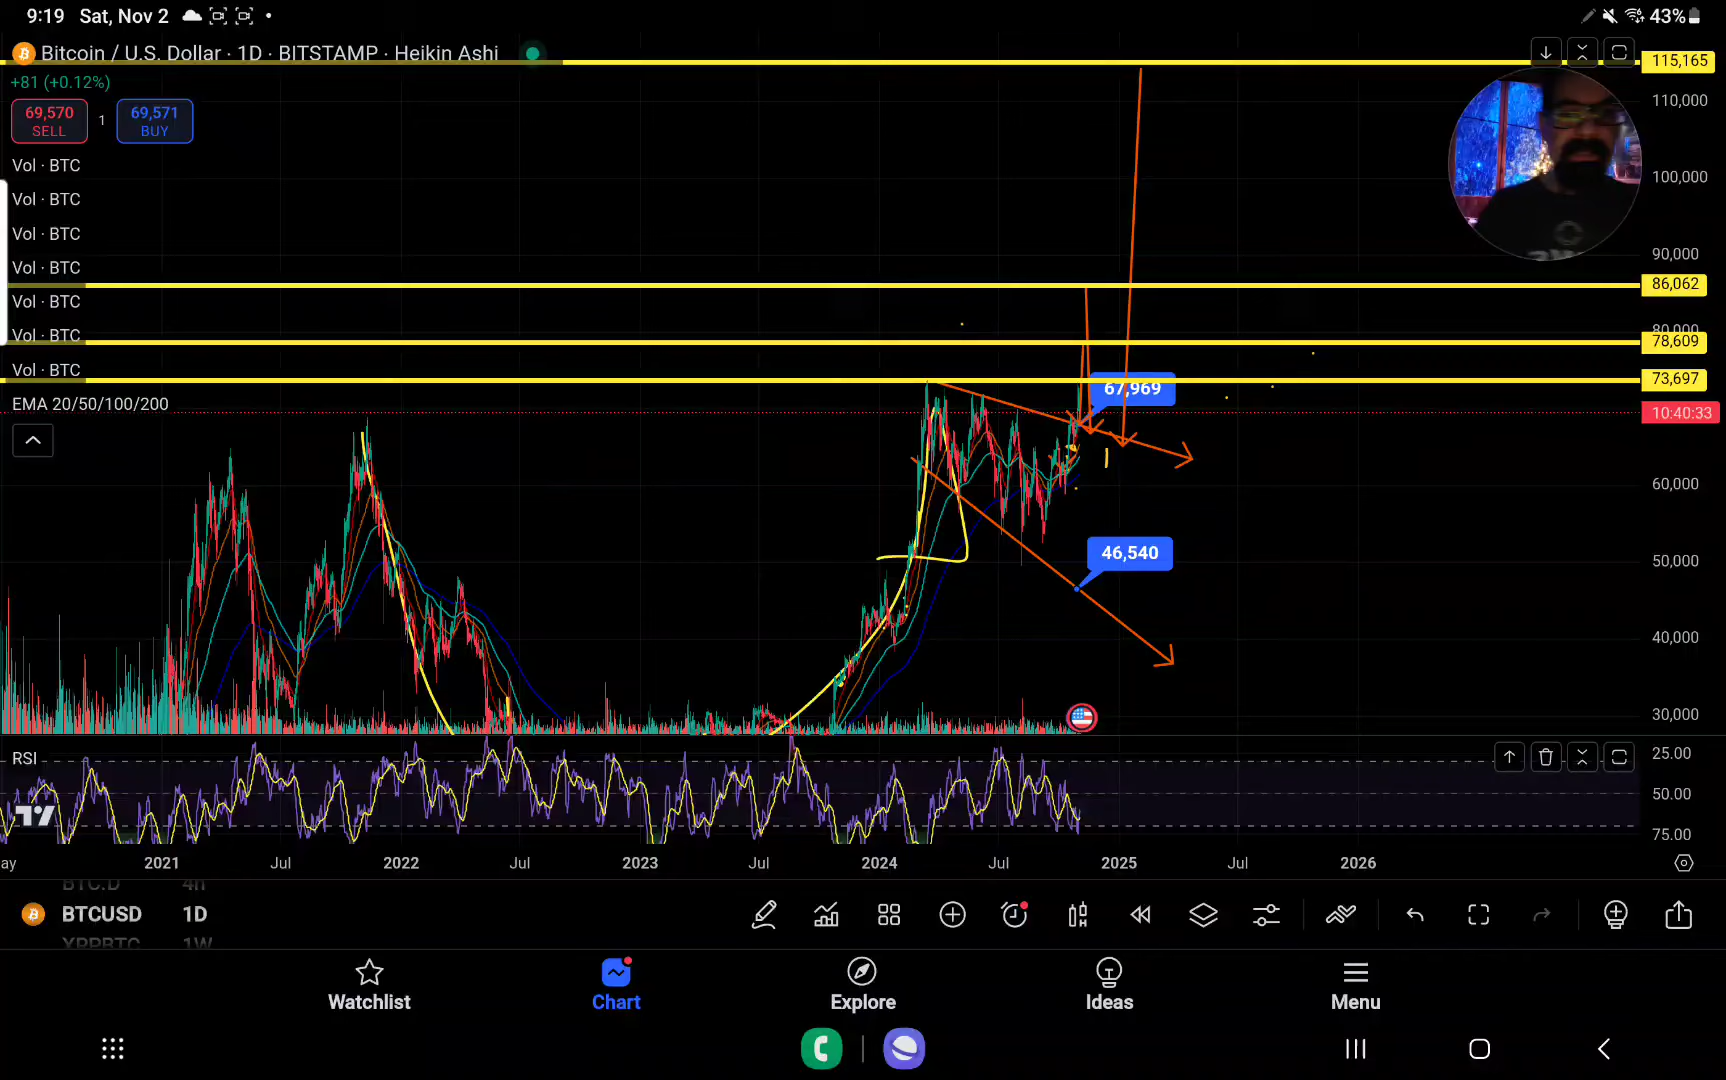 9:19 Sat, Nov 2 43%
Bitcoin / U.S. Dollar · 1D · BITSTAMP · Heikin Ashi
115,165
+81 (+0.12%)
110,000
69,570
SELL
1
69,571
BUY
Vol · BTC
100,000
Vol · BTC
Vol · BTC
90,000
Vol · BTC
86,062
Vol · BTC
80,000
Vol · BTC
78,609
Vol · BTC
73,697
67,969
EMA 20/50/100/200
10:40:33
60,000
46,540
50,000
40,000
30,000
RSI
25.00
50.00
75.00
ay 2021 Jul 2022 Jul 2023 Jul 2024 Jul 2025 Jul 2026
BTC.D 4h
BTCUSD 1D
XRPBTC 1W
Watchlist Chart Explore Ideas Menu